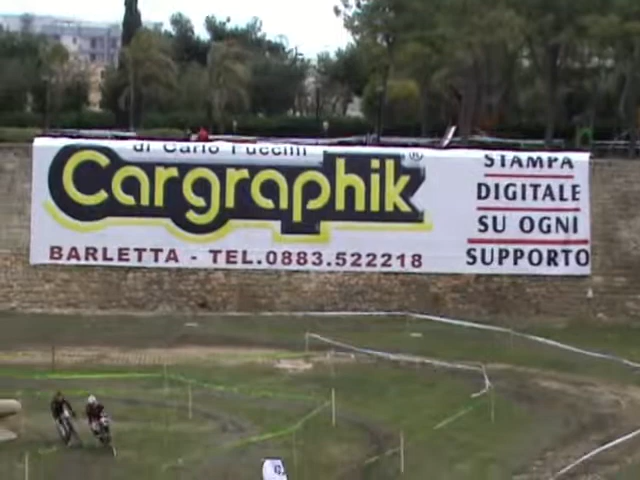 di Carlo Puccini
Cargraphik®
BARLETTA - TEL.0883.522218
STAMPA
DIGITALE
SU OGNI
SUPPORTO